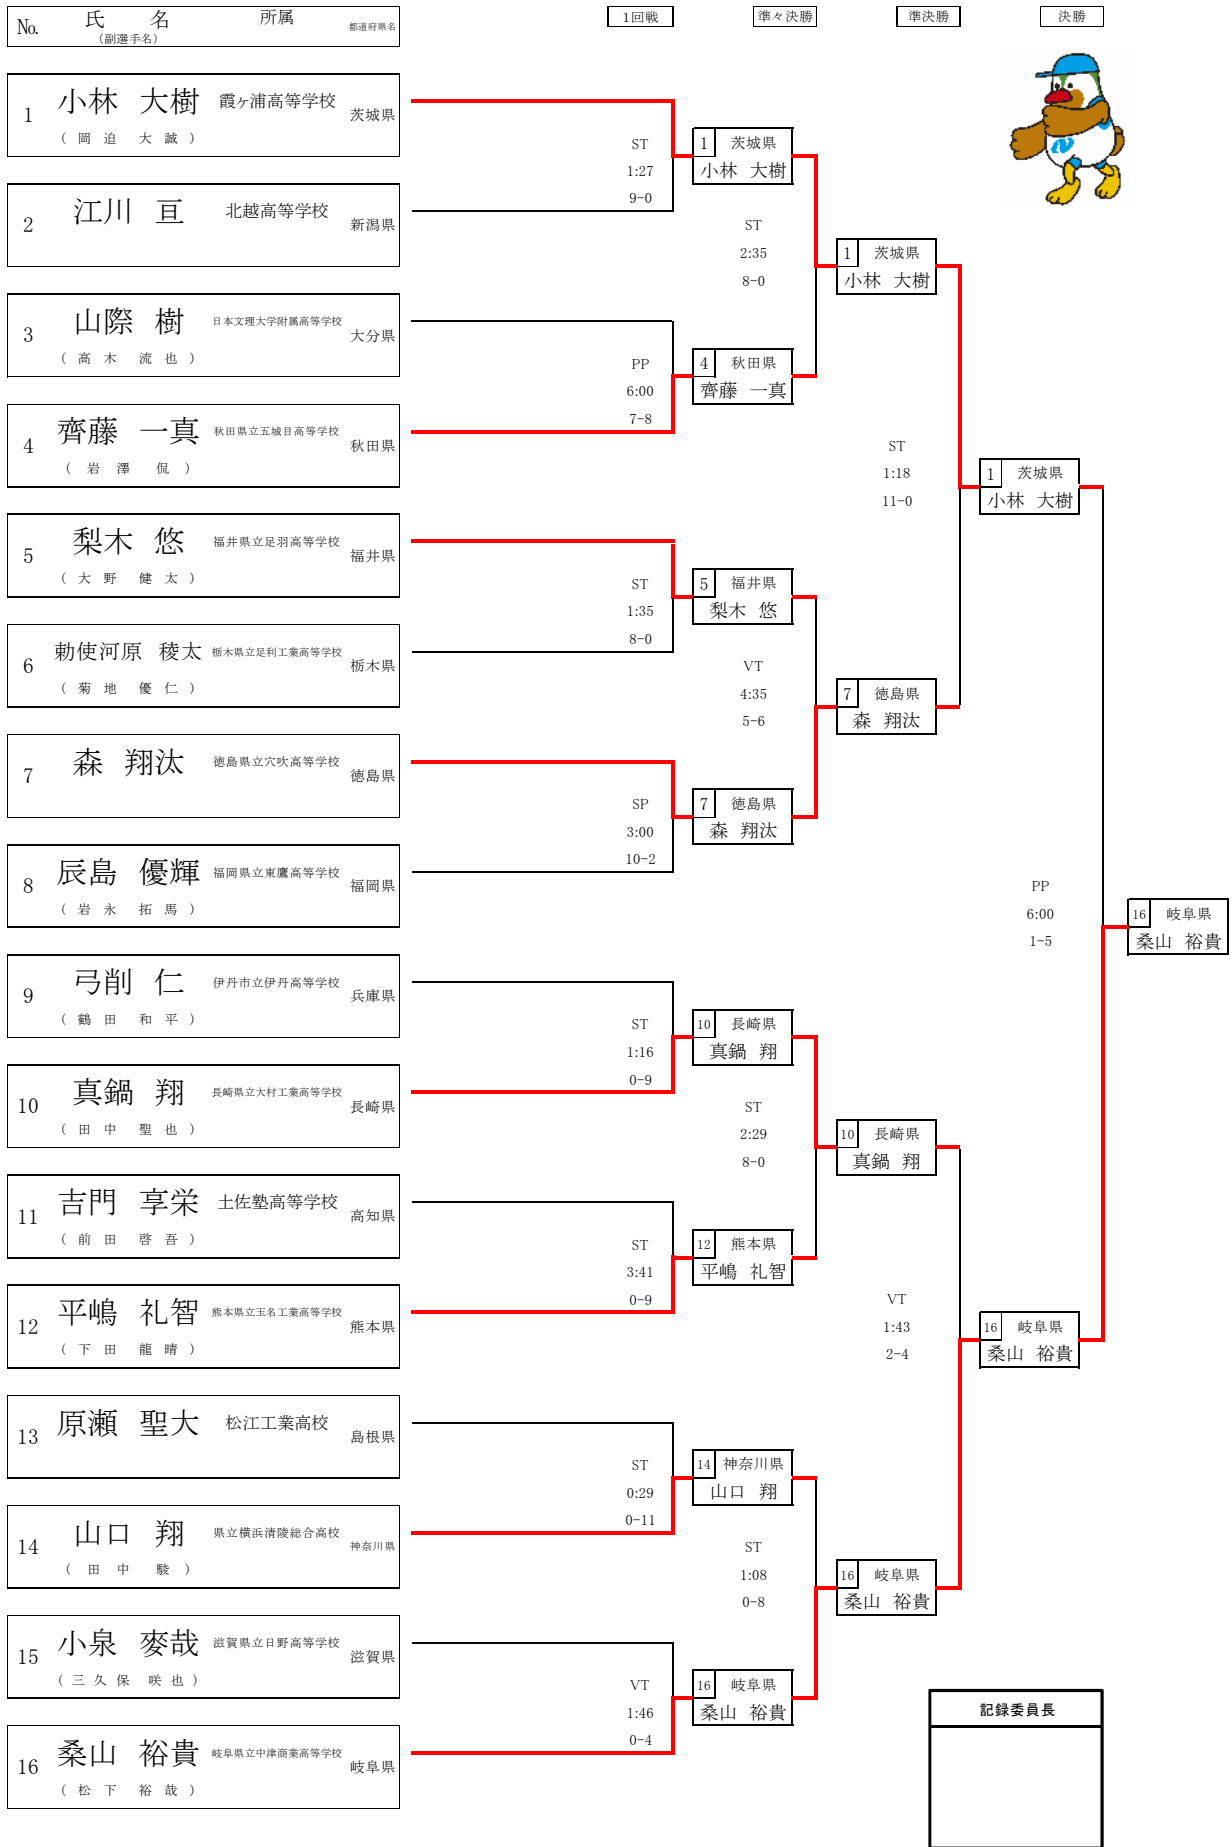 No. 氏 名 所属 都道府県名 1回戦 準々決勝 準決勝 決勝
(副選手名)
1 小林 大樹 霞ヶ浦高等学校 茨城県
( 岡 迫 大 誠 )
2 江川 亘 北越高等学校 新潟県
3 山際 樹 日本文理大学附属高等学校 大分県
( 高 木 流 也 )
4 齊藤 一真 秋田県立五城目高等学校 秋田県
( 岩 澤 侃 )
5 梨木 悠 福井県立足羽高等学校 福井県
( 大 野 健 太 )
6 勅使河原 稜太 栃木県立足利工業高等学校 栃木県
( 菊 地 優 仁 )
7 森 翔汰 徳島県立穴吹高等学校 徳島県
8 辰島 優輝 福岡県立東鷹高等学校 福岡県
( 岩 永 拓 馬 )
9 弓削 仁 伊丹市立伊丹高等学校 兵庫県
( 鶴 田 和 平 )
10 真鍋 翔 長崎県立大村工業高等学校 長崎県
( 田 中 聖 也 )
11 吉門 享栄 土佐塾高等学校 高知県
( 前 田 啓 吾 )
12 平嶋 礼智 熊本県立玉名工業高等学校 熊本県
( 下 田 龍 晴 )
13 原瀬 聖大 松江工業高校 島根県
14 山口 翔 県立横浜清陵総合高校 神奈川県
( 田 中 駿 )
15 小泉 麥哉 滋賀県立日野高等学校 滋賀県
( 三 久 保 咲 也 )
16 桑山 裕貴 岐阜県立中津商業高等学校 岐阜県
( 松 下 裕 哉 )
ST
1:27
9-0
PP
6:00
7-8
ST
1:35
8-0
SP
3:00
10-2
ST
1:16
0-9
ST
3:41
0-9
ST
0:29
0-11
VT
1:46
0-4
1 茨城県
小林 大樹
4 秋田県
齊藤 一真
5 福井県
梨木 悠
7 徳島県
森 翔汰
10 長崎県
真鍋 翔
12 熊本県
平嶋 礼智
14 神奈川県
山口 翔
16 岐阜県
桑山 裕貴
ST
2:35
8-0
VT
4:35
5-6
ST
2:29
8-0
ST
1:08
0-8
1 茨城県
小林 大樹
7 徳島県
森 翔汰
10 長崎県
真鍋 翔
16 岐阜県
桑山 裕貴
ST
1:18
11-0
VT
1:43
2-4
1 茨城県
小林 大樹
16 岐阜県
桑山 裕貴
PP
6:00
1-5
16 岐阜県
桑山 裕貴
記録委員長